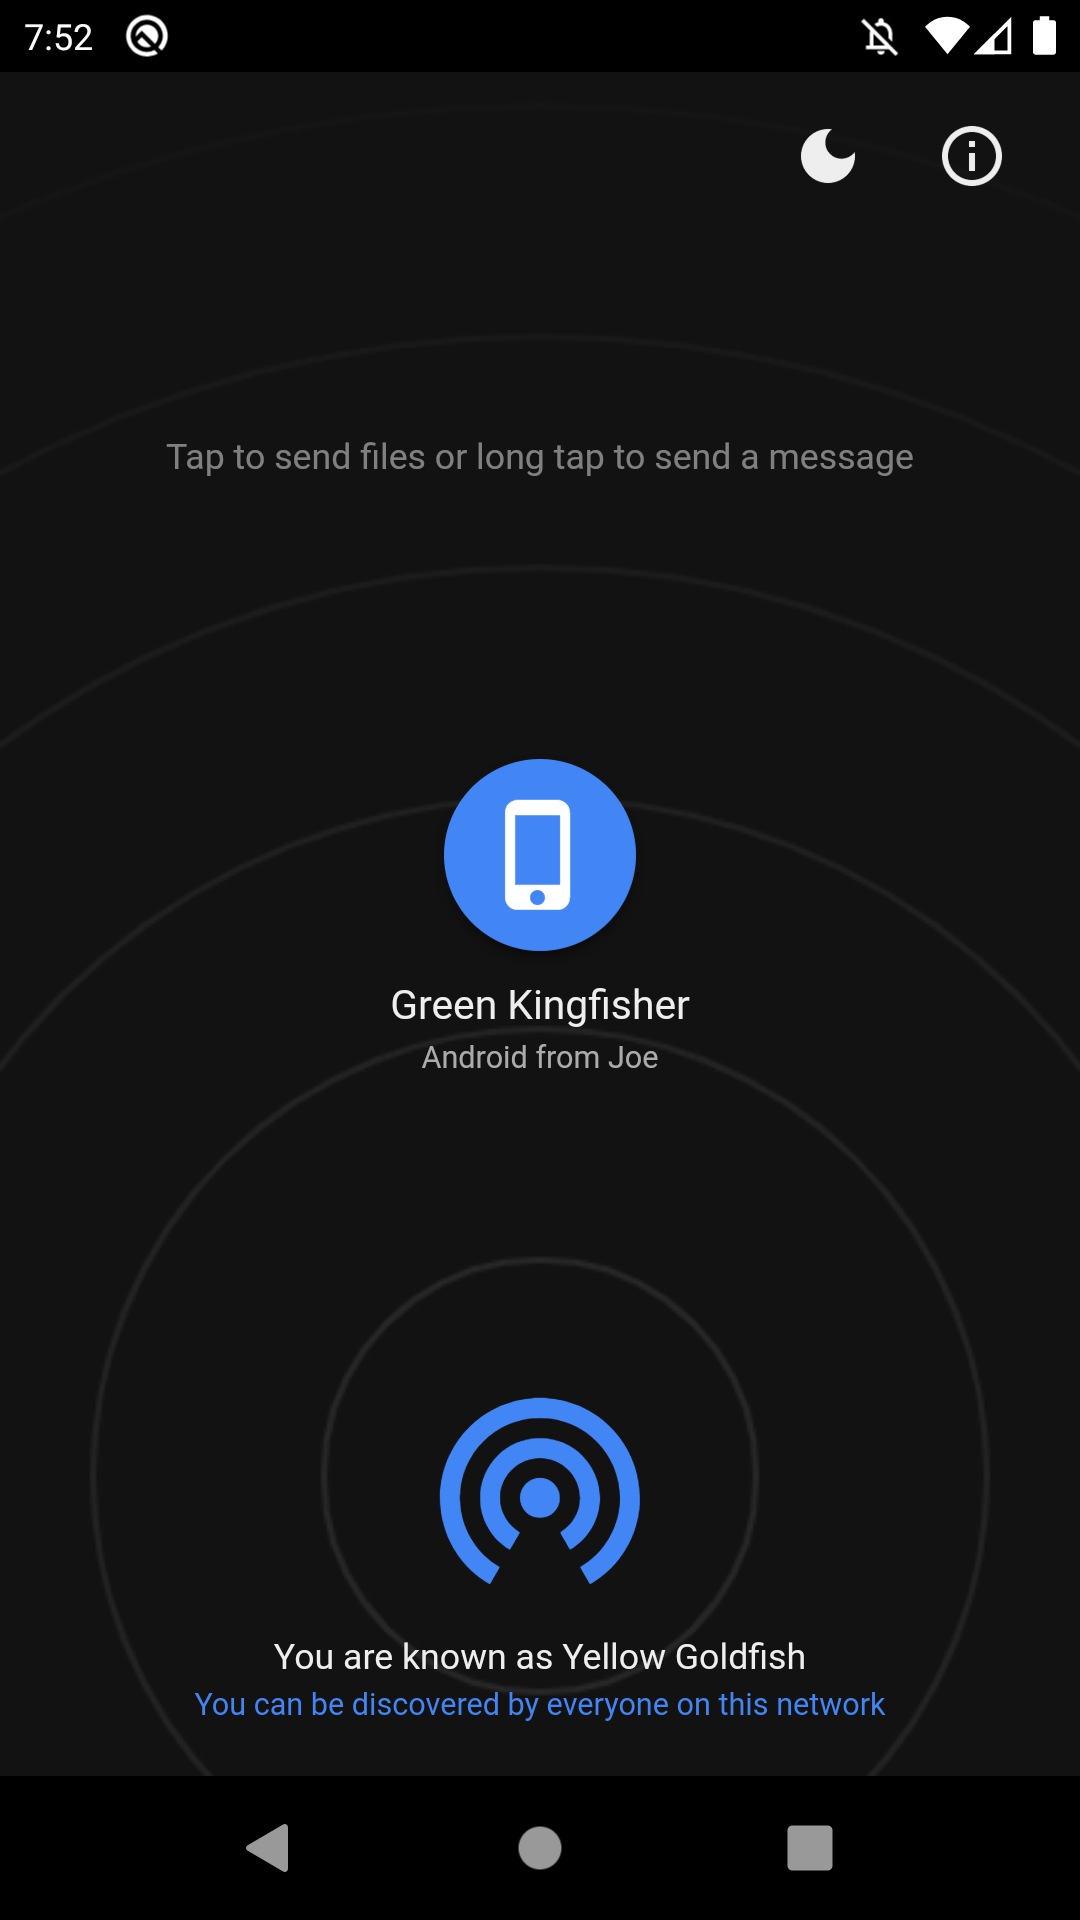 7:52
Tap to send files or long tap to send a message
Green Kingfisher
Android from Joe
You are known as Yellow Goldfish
You can be discovered by everyone on this network